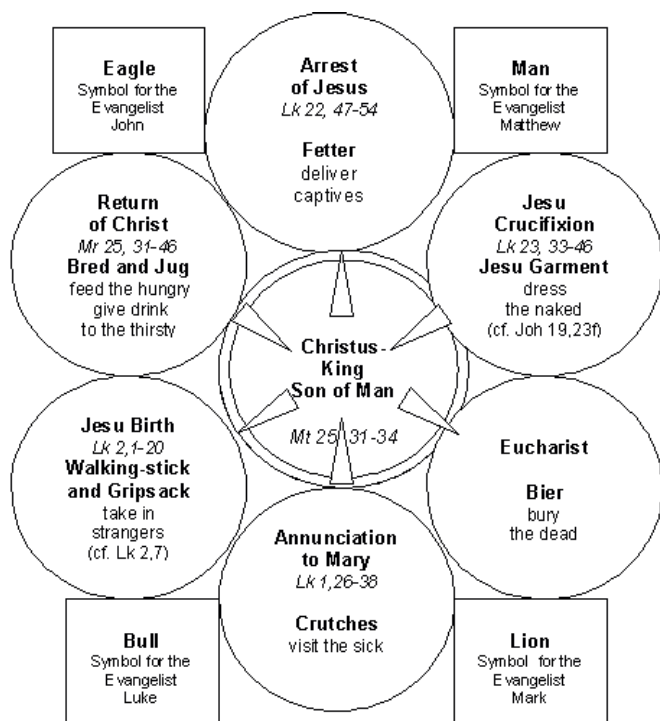 Eagle
Symbol for the
Evangelist
John
Arrest
of Jesus
Lk 22, 47-54
Fetter
deliver
captives
Man
Symbol for the
Evangelist
Matthew
Return
of Christ
Mr 25, 31-46
Bred and Jug
feed the hungry
give drink
to the thirsty
Jesu
Crucifixion
Lk 23, 33-46
Jesu Garment
dress
the naked
(cf. Joh 19,23f)
Christus-
King
Son of Man
Mt 25, 31-34
Jesu Birth
Lk 2,1-20
Walking-stick
and Gripsack
take in
strangers
(cf. Lk 2,7)
Eucharist
Bier
bury
the dead
Annunciation
to Mary
Lk 1,26-38
Crutches
visit the sick
Bull
Symbol for the
Evangelist
Luke
Lion
Symbol for the
Evangelist
Mark